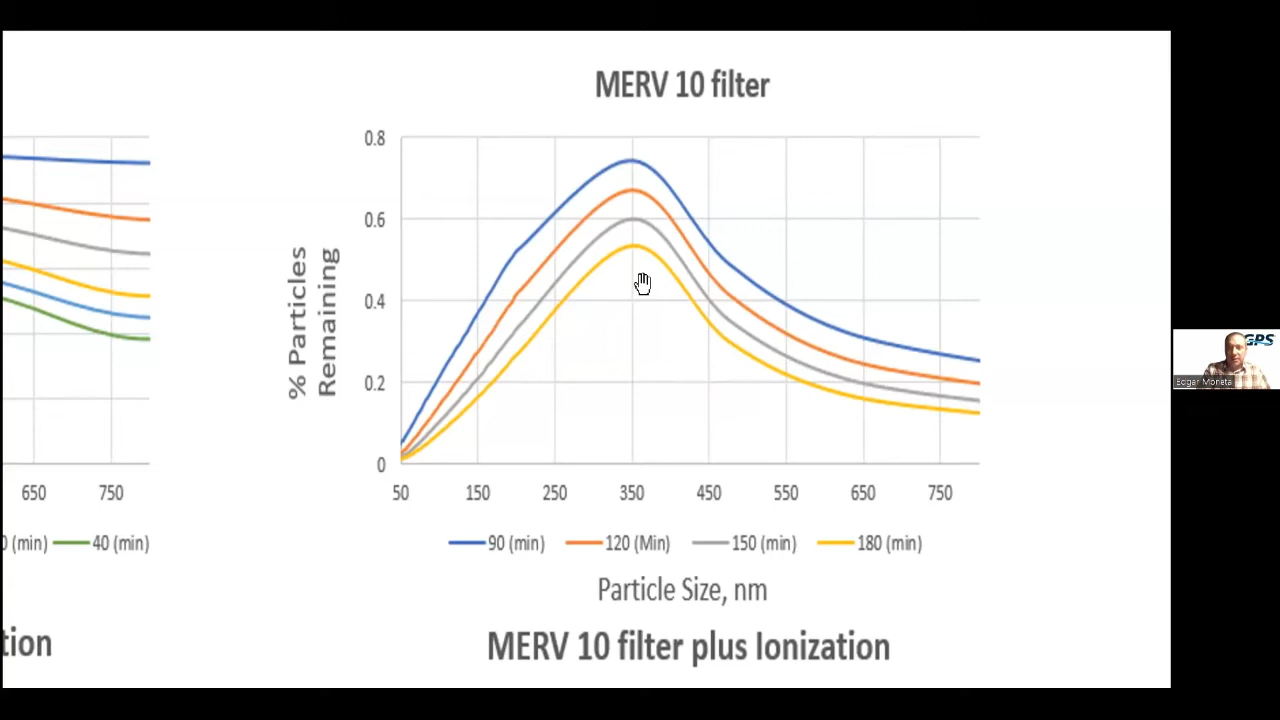 MERV 10 filter
% Particles
Remaining
0.8
0.6
0.4
0.2
0
650 750
50 150 250 350 450 550 650 750
0 (min) 40 (min)
90 (min) 120 (Min) 150 (min) 180 (min)
Particle Size, nm
tion
MERV 10 filter plus Ionization
GPS
Edgar Moneta